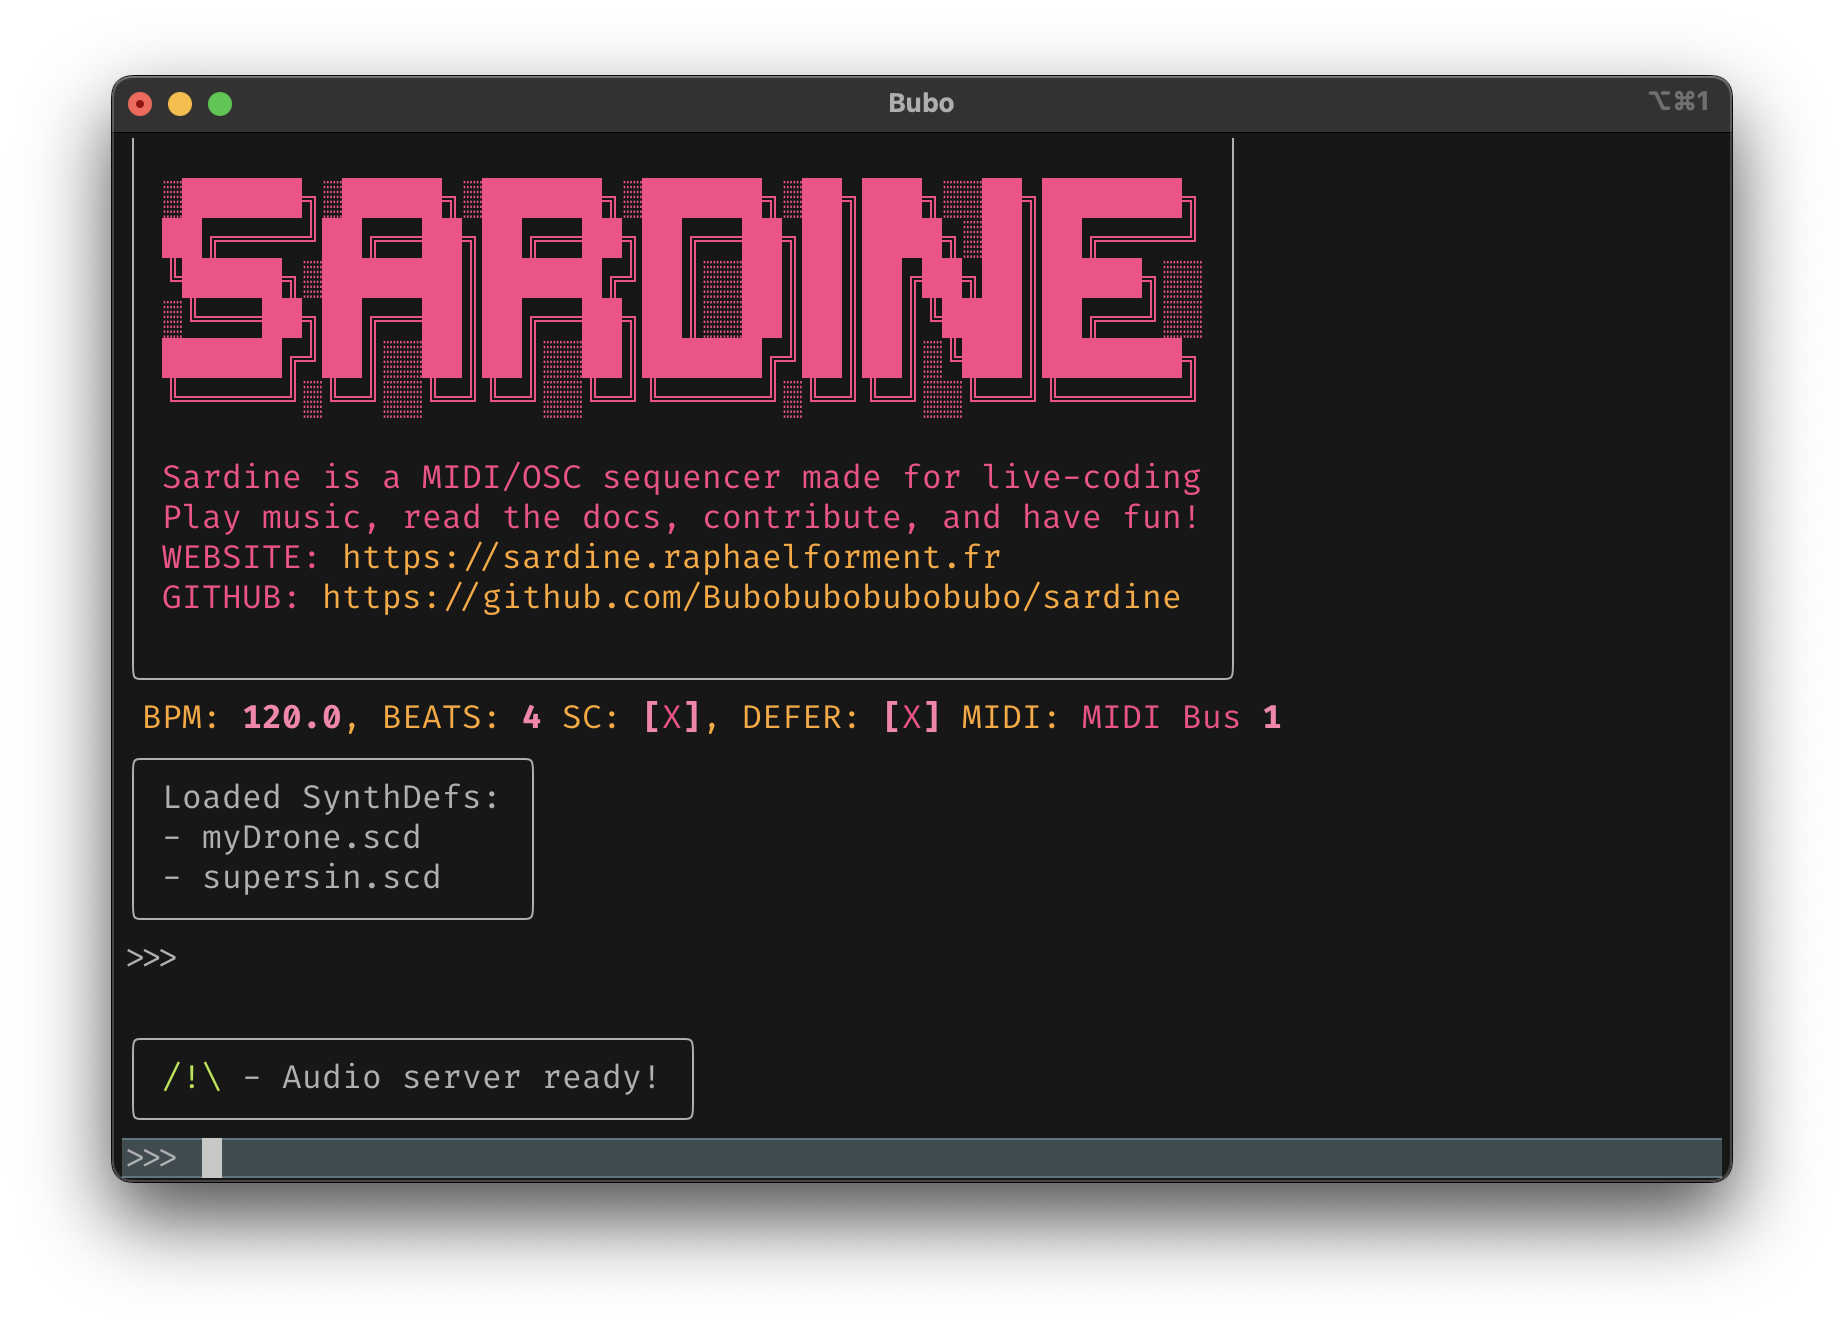 Bubo
⌥⌘1
SARDINE
Sardine is a MIDI/OSC sequencer made for live-coding
Play music, read the docs, contribute, and have fun!
WEBSITE: https://sardine.raphaelforment.fr
GITHUB: https://github.com/Bubobubobubobubo/sardine
BPM: 120.0, BEATS: 4 SC: [X], DEFER: [X] MIDI: MIDI Bus 1
Loaded SynthDefs:
- myDrone.scd
- supersin.scd
>>>
/!\ - Audio server ready!
>>>